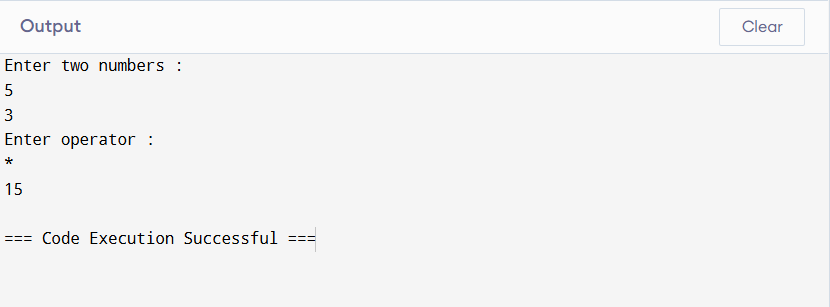 Output
Clear
Enter two numbers :
5
3
Enter operator :
*
15
=== Code Execution Successful ===